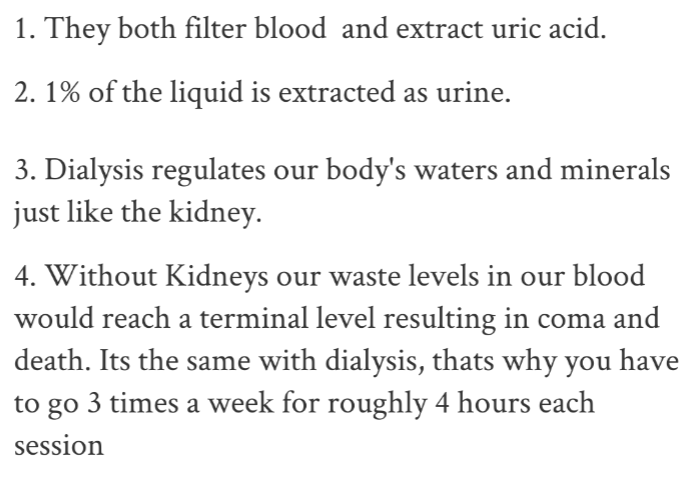 1. They both filter blood  and extract uric acid.
2. 1% of the liquid is extracted as urine.
3. Dialysis regulates our body's waters and minerals
just like the kidney.
4. Without Kidneys our waste levels in our blood
would reach a terminal level resulting in coma and
death. Its the same with dialysis, thats why you have
to go 3 times a week for roughly 4 hours each
session